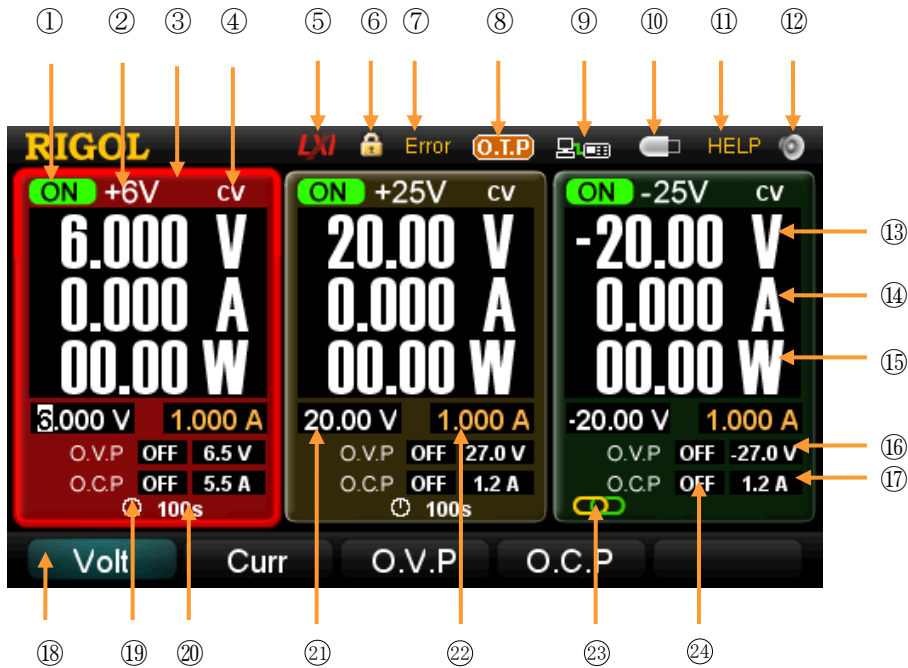 ① ② ③ ④ ⑤ ⑥ ⑦ ⑧ ⑨ ⑩ ⑪ ⑫
RIGOL LXI Error O.T.P HELP
ON +6V CV ON +25V CV ON -25V CV
6.000 V 20.00 V -20.00 V ⑬
0.000 A 0.000 A 0.000 A ⑭
00.00 W 00.00 W 00.00 W ⑮
6.000 V 1.000 A 20.00 V 1.000 A -20.00 V 1.000 A
O.V.P OFF 6.5 V O.V.P OFF 27.0 V O.V.P OFF -27.0 V ⑯
O.C.P OFF 5.5 A O.C.P OFF 1.2 A O.C.P OFF 1.2 A ⑰
100s 100s
Volt Curr O.V.P O.C.P
⑱ ⑲ ⑳ ㉑ ㉒ ㉓ ㉔